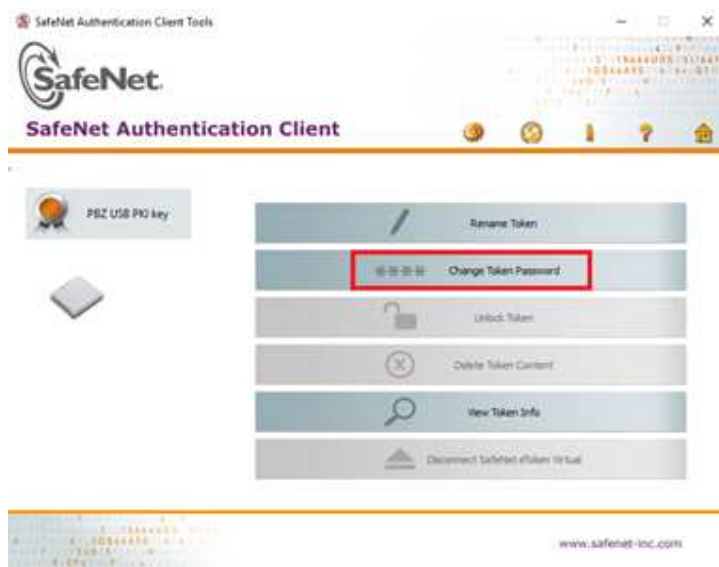 SafeNet Authentication Client Tools
SafeNet.
SafeNet Authentication Client
PBZ USB PKI key
Rename Token
Change Token Password
Unlock Token
Delete Token Content
View Token Info
Disconnect SafeNet eToken Virtual
www.safenet-inc.com